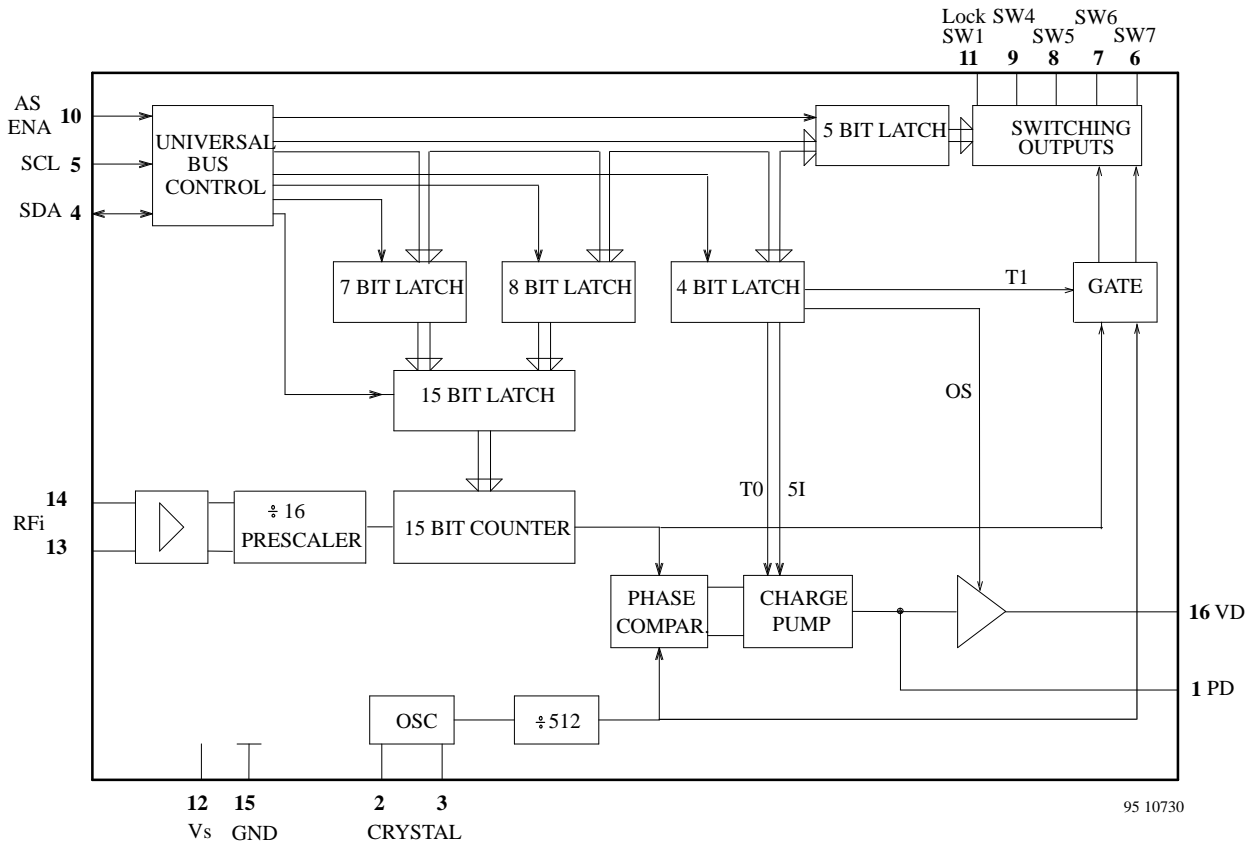 Lock SW4 SW6
SW1 SW5 SW7
11 9 8 7 6
AS 10
ENA
SCL 5
SDA 4
UNIVERSAL
BUS
CONTROL
5 BIT LATCH
SWITCHING
OUTPUTS
7 BIT LATCH
8 BIT LATCH
4 BIT LATCH
T1
GATE
15 BIT LATCH
OS
14
RFi
13
÷ 16
PRESCALER
15 BIT COUNTER
T0 5I
PHASE
COMPAR.
CHARGE
PUMP
16 VD
1 PD
OSC
÷ 512
12 15 2 3
Vs GND CRYSTAL
95 10730